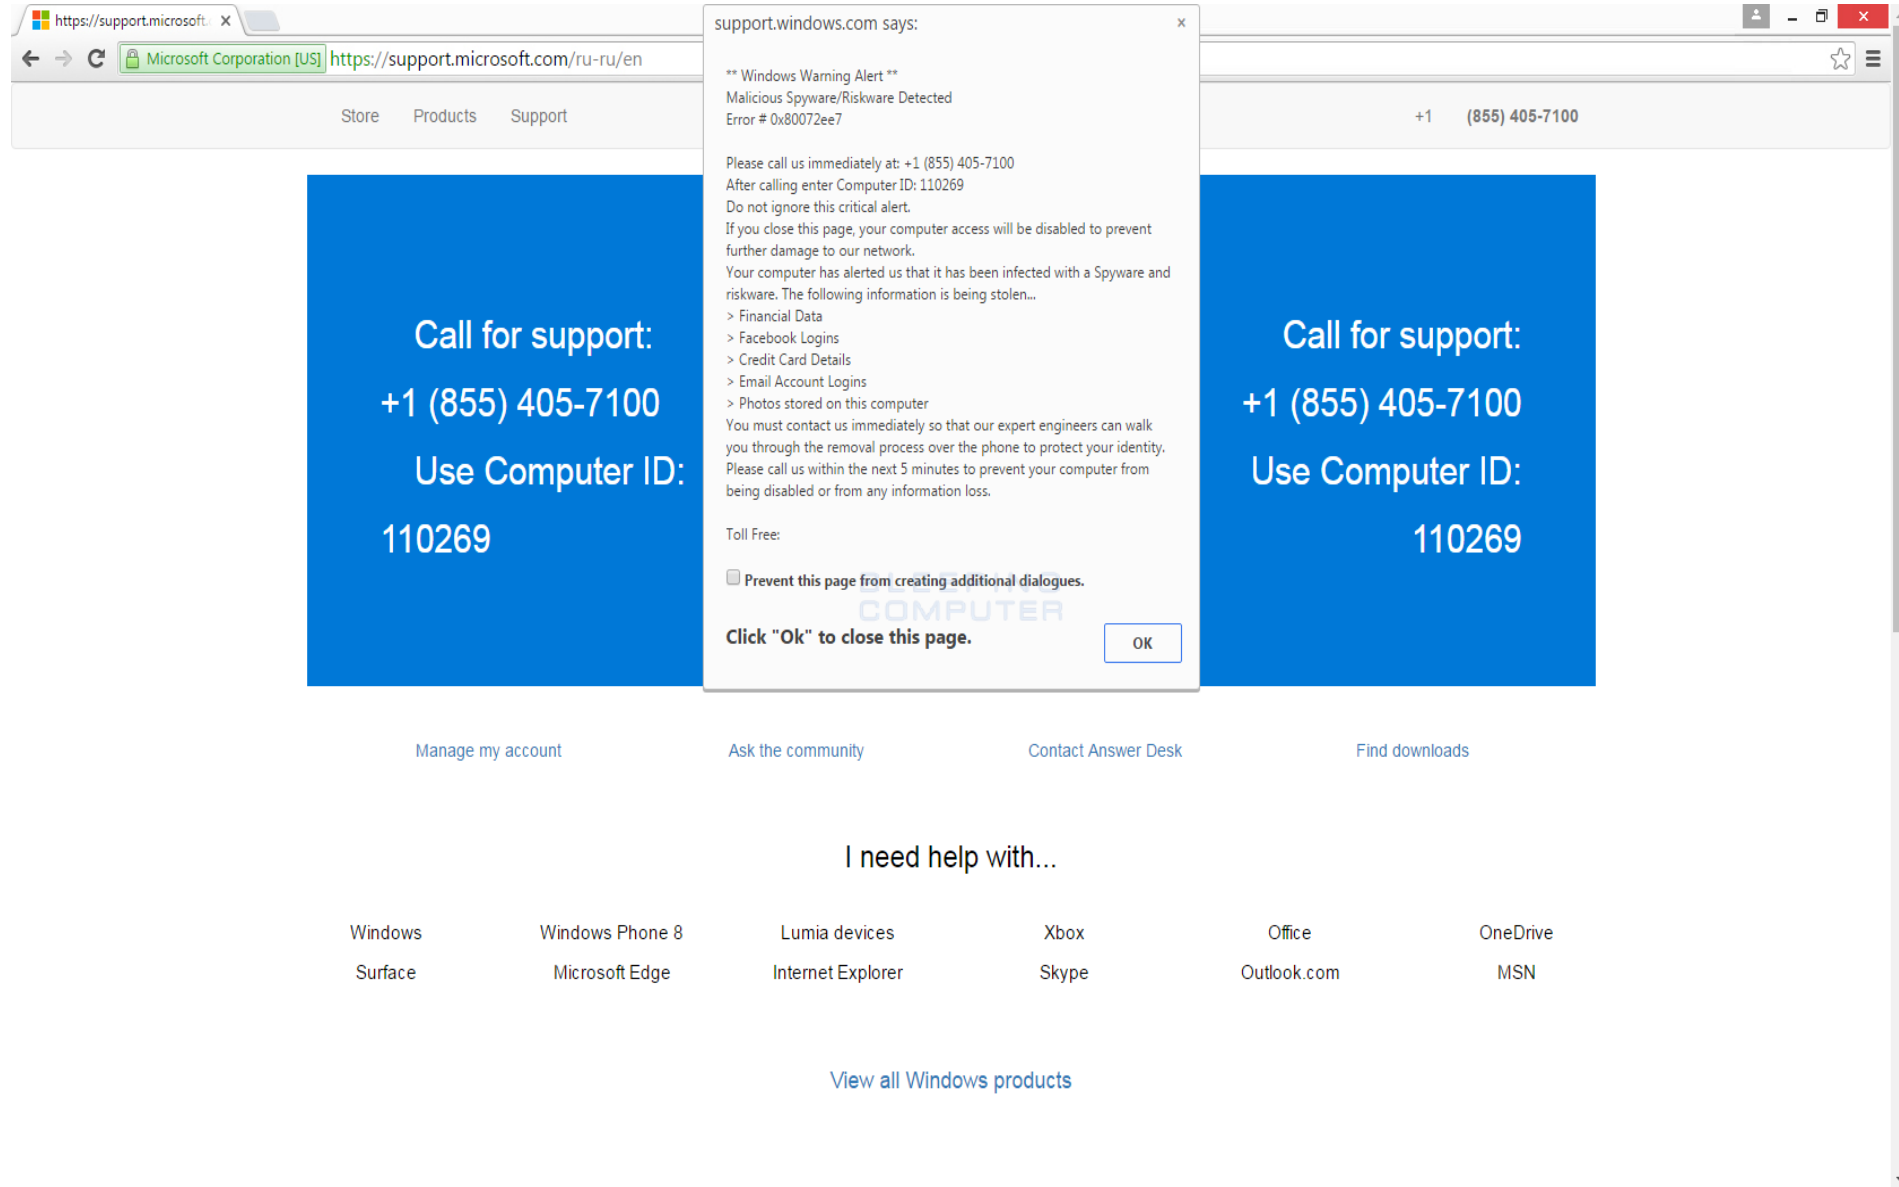 https://support.microsoft.
Microsoft Corporation [US] https://support.microsoft.com/ru-ru/en
Store Products Support
+1 (855) 405-7100
support.windows.com says:
** Windows Warning Alert **
Malicious Spyware/Riskware Detected
Error # 0x80072ee7
Please call us immediately at: +1 (855) 405-7100
After calling enter Computer ID: 110269
Do not ignore this critical alert.
If you close this page, your computer access will be disabled to prevent
further damage to our network.
Your computer has alerted us that it has been infected with a Spyware and
riskware. The following information is being stolen...
> Financial Data
> Facebook Logins
> Credit Card Details
> Email Account Logins
> Photos stored on this computer
You must contact us immediately so that our expert engineers can walk
you through the removal process over the phone to protect your identity.
Please call us within the next 5 minutes to prevent your computer from
being disabled or from any information loss.
Toll Free:
Prevent this page from creating additional dialogues.
BLEEPING
COMPUTER
Click "Ok" to close this page.
OK
Call for support:
+1 (855) 405-7100
Use Computer ID:
110269
Call for support:
+1 (855) 405-7100
Use Computer ID:
110269
Manage my account Ask the community Contact Answer Desk Find downloads
I need help with...
Windows Windows Phone 8 Lumia devices Xbox Office OneDrive
Surface Microsoft Edge Internet Explorer Skype Outlook.com MSN
View all Windows products